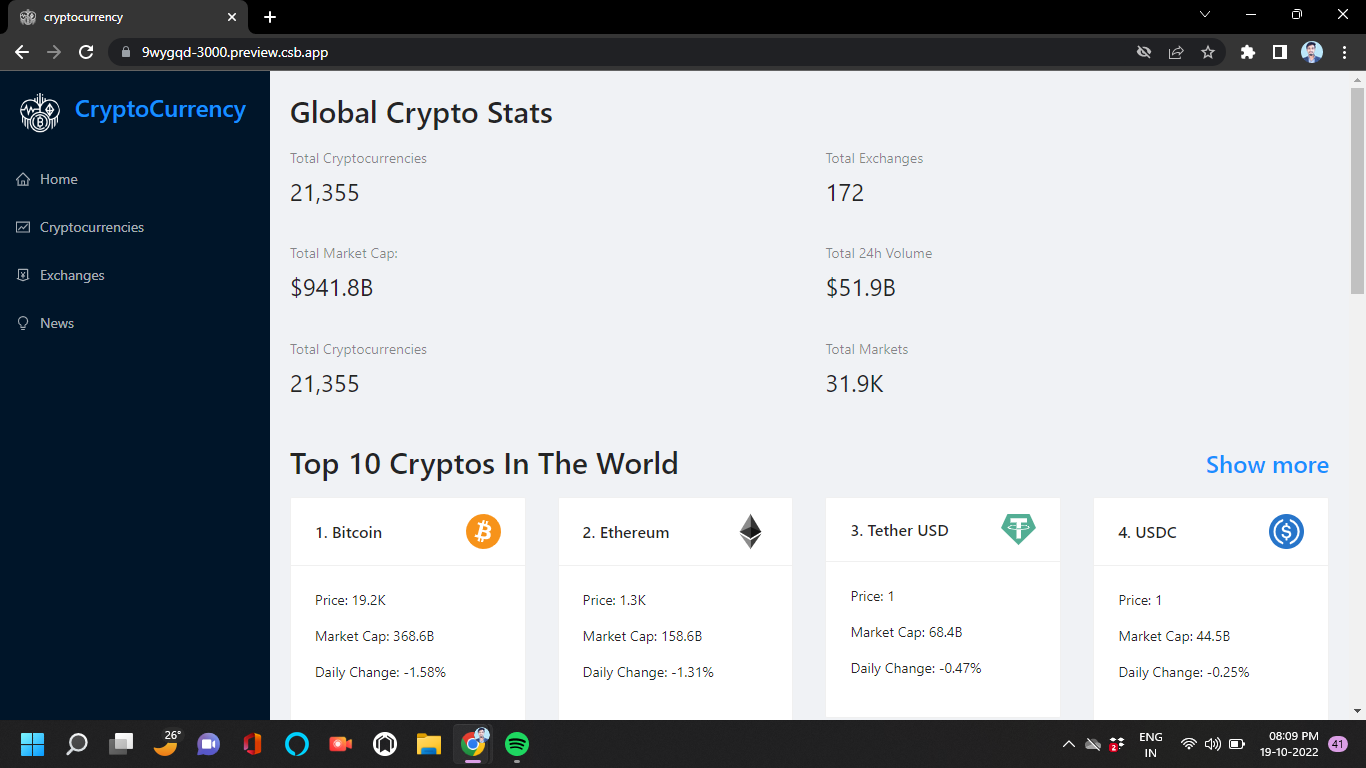 cryptocurrency
9wygqd-3000.preview.csb.app
CryptoCurrency
Home
Cryptocurrencies
Exchanges
News
Global Crypto Stats
Total Cryptocurrencies
21,355
Total Exchanges
172
Total Market Cap:
$941.8B
Total 24h Volume
$51.9B
Total Cryptocurrencies
21,355
Total Markets
31.9K
Top 10 Cryptos In The World
Show more
1. Bitcoin
Price: 19.2K
Market Cap: 368.6B
Daily Change: -1.58%
2. Ethereum
Price: 1.3K
Market Cap: 158.6B
Daily Change: -1.31%
3. Tether USD
Price: 1
Market Cap: 68.4B
Daily Change: -0.47%
4. USDC
Price: 1
Market Cap: 44.5B
Daily Change: -0.25%
26°
2
ENG
IN
08:09 PM
19-10-2022
41